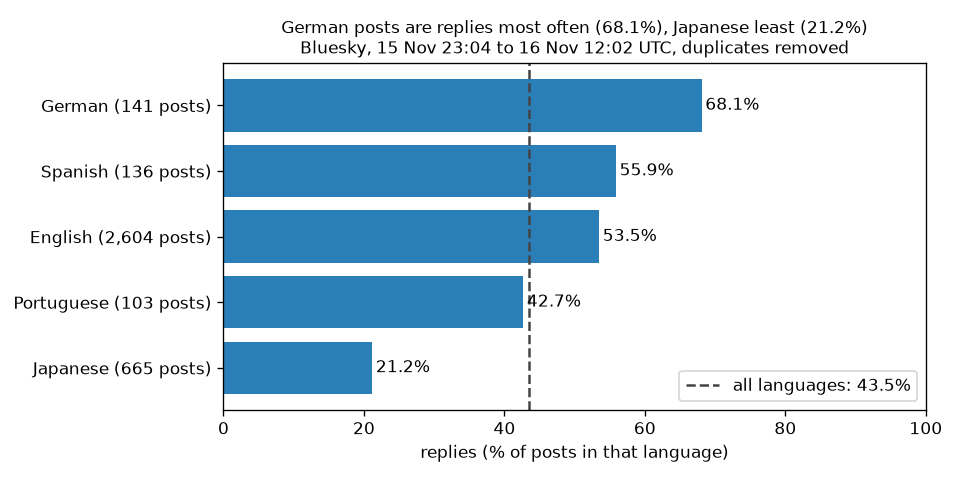 German posts are replies most often (68.1%), Japanese least (21.2%)
Bluesky, 15 Nov 23:04 to 16 Nov 12:02 UTC, duplicates removed
German (141 posts)
68.1%
Spanish (136 posts)
55.9%
English (2,604 posts)
53.5%
Portuguese (103 posts)
42.7%
Japanese (665 posts)
21.2%
all languages: 43.5%
0 20 40 60 80 100
replies (% of posts in that language)